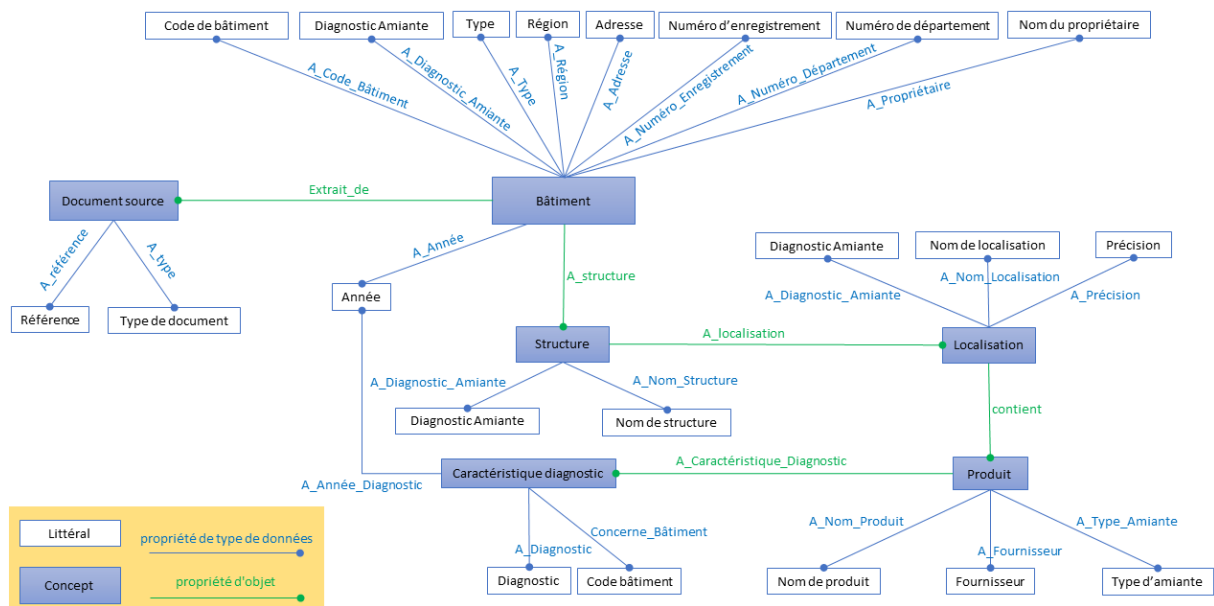 Code de bâtiment
Diagnostic Amiante
Type
Région
Adresse
Numéro d'enregistrement
Numéro de département
Nom du propriétaire
A_Code_Bâtiment
A_Diagnostic_Amiante
A_Type
A_Région
A_Adresse
A_Numéro_Enregistrement
A_Numéro_Département
A_Propriétaire
Document source
Extrait_de
Bâtiment
A_référence
A_type
A_Année
A_structure
Diagnostic Amiante
Nom de localisation
Précision
A_Diagnostic_Amiante
A_Nom_Localisation
A_Précision
Référence
Type de document
Année
Structure
A_localisation
Localisation
A_Diagnostic_Amiante
A_Nom_Structure
Diagnostic Amiante
Nom de structure
contient
Caractéristique diagnostic
A_Caractéristique_Diagnostic
Produit
A_Année_Diagnostic
A_Diagnostic
Concerne_Bâtiment
A_Nom_Produit
A_Fournisseur
A_Type_Amiante
Diagnostic
Code bâtiment
Nom de produit
Fournisseur
Type d'amiante
Littéral
propriété de type de données
Concept
propriété d'objet